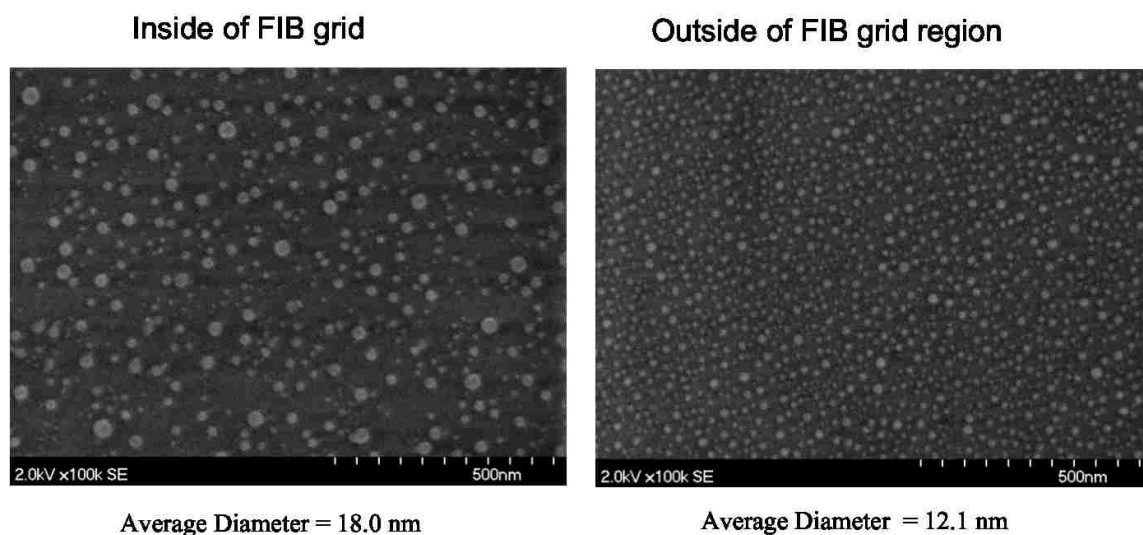 Inside of FIB grid
Outside of FIB grid region
2.0kV x100k SE
500nm
2.0kV x100k SE
500nm
Average Diameter = 18.0 nm
Average Diameter = 12.1 nm